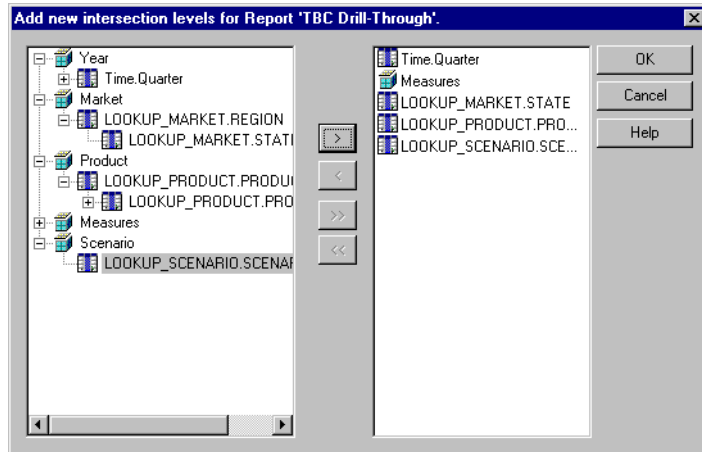 Add new intersection levels for Report 'TBC Drill-Through'.
Year
Time.Quarter
Market
LOOKUP_MARKET.REGION
LOOKUP_MARKET.STATI
Product
LOOKUP_PRODUCT.PRODU
LOOKUP_PRODUCT.PRO
Measures
Scenario
LOOKUP_SCENARIO.SCENAF
>
<
>>
<<
Time.Quarter
Measures
LOOKUP_MARKET.STATE
LOOKUP_PRODUCT.PRO...
LOOKUP_SCENARIO.SCE...
OK
Cancel
Help